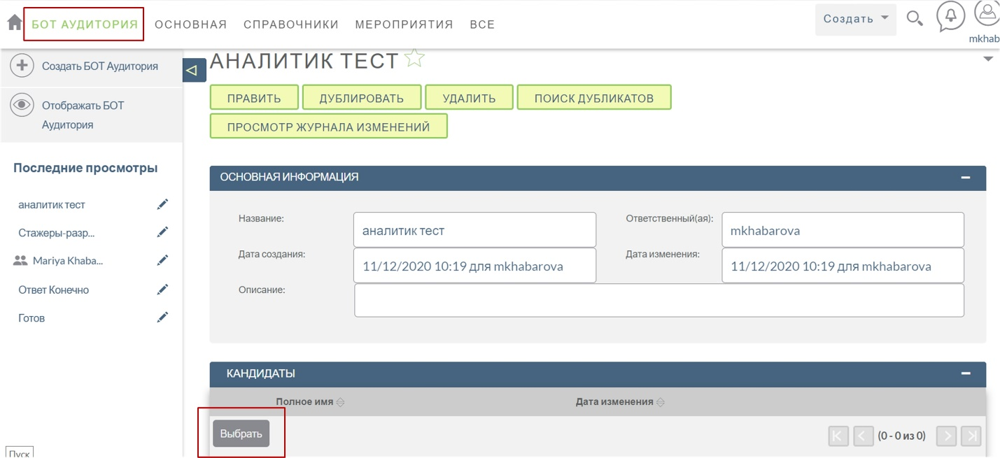 БОТ АУДИТОРИЯ ОСНОВНАЯ СПРАВОЧНИКИ МЕРОПРИЯТИЯ ВСЕ Создать
mkhab
Создать БОТ Аудитория
Отображать БОТ
Аудитория
Последние просмотры
аналитик тест
Стажеры-разр...
Mariya Khaba...
Ответ Конечно
Готов
Пуск
АНАЛИТИК ТЕСТ
ПРАВИТЬ ДУБЛИРОВАТЬ УДАЛИТЬ ПОИСК ДУБЛИКАТОВ
ПРОСМОТР ЖУРНАЛА ИЗМЕНЕНИЙ
ОСНОВНАЯ ИНФОРМАЦИЯ
Название: аналитик тест Ответственный(ая): mkhabarova
Дата создания: 11/12/2020 10:19 для mkhabarova Дата изменения: 11/12/2020 10:19 для mkhabarova
Описание:
КАНДИДАТЫ
Полное имя Дата изменения
Выбрать (0 - 0 из 0)